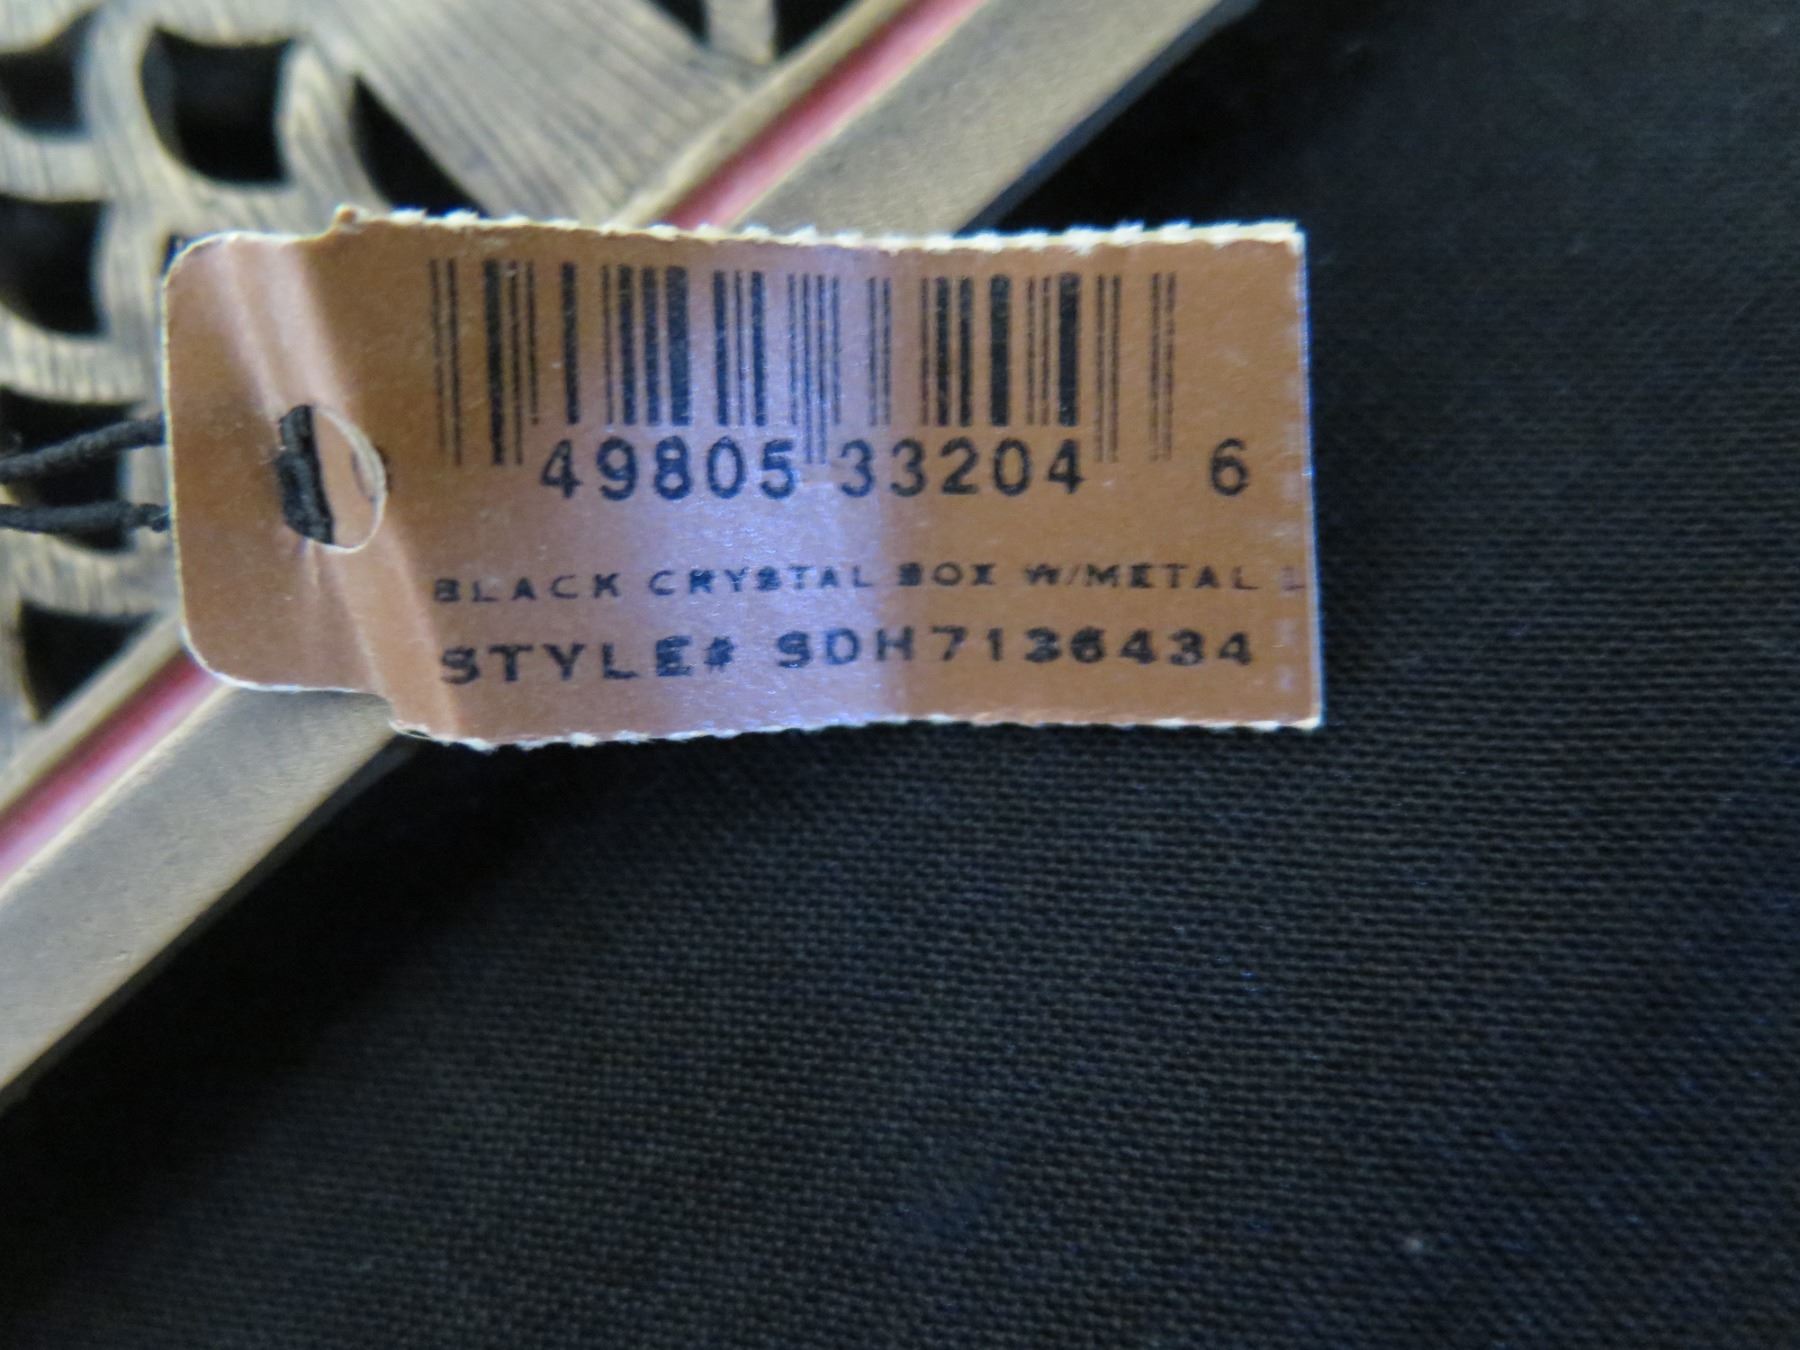 49805 33204 6
BLACK CRYSTAL BOX W/METAL
STYLE# SDH7136434